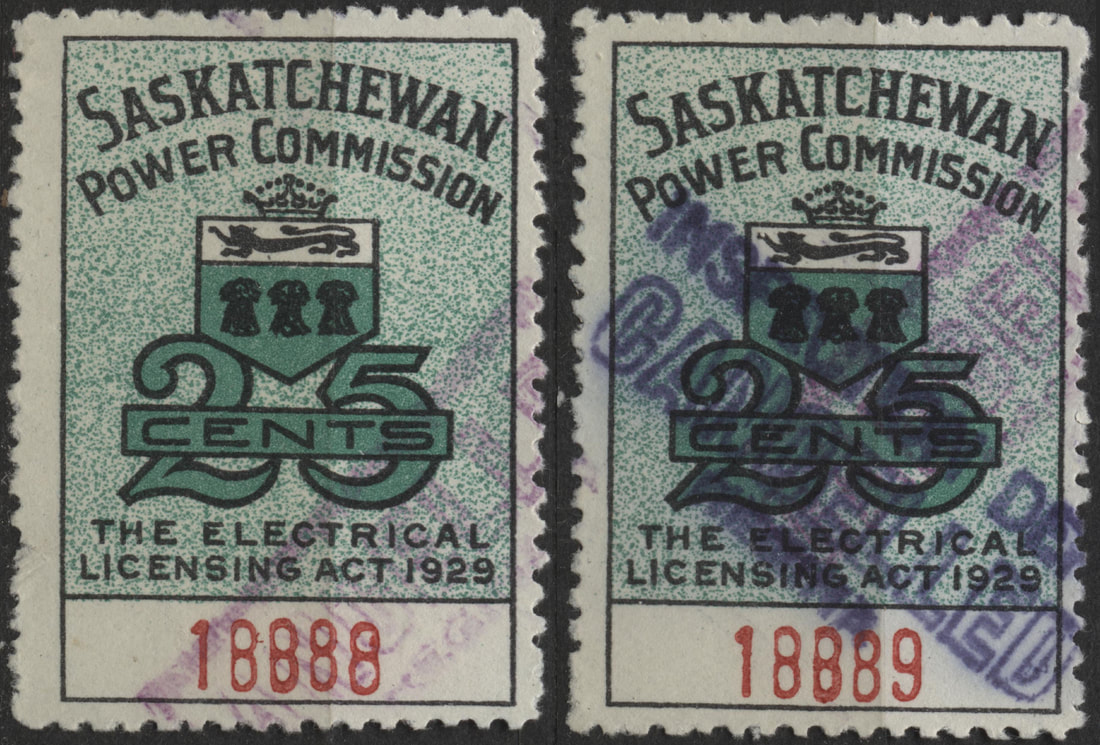 SASKATCHEWAN
POWER COMMISSION
25
CENTS
THE ELECTRICAL
LICENSING ACT 1929
18888
SASKATCHEWAN
POWER COMMISSION
25
CENTS
THE ELECTRICAL
LICENSING ACT 1929
18889